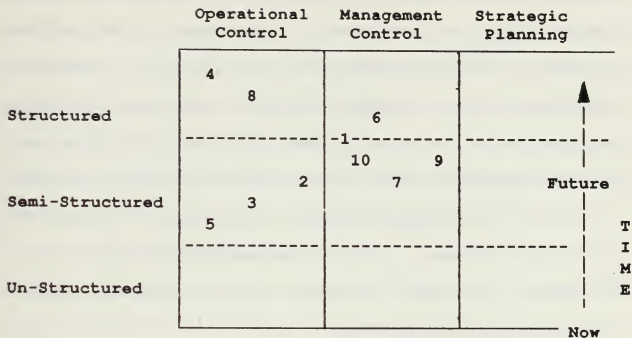 Operational Management Strategic
Control Control Planning
4
8
Structured 6
1
10 9
2 7 Future
Semi-Structured 3
5 T
I
M
Un-Structured E
Now